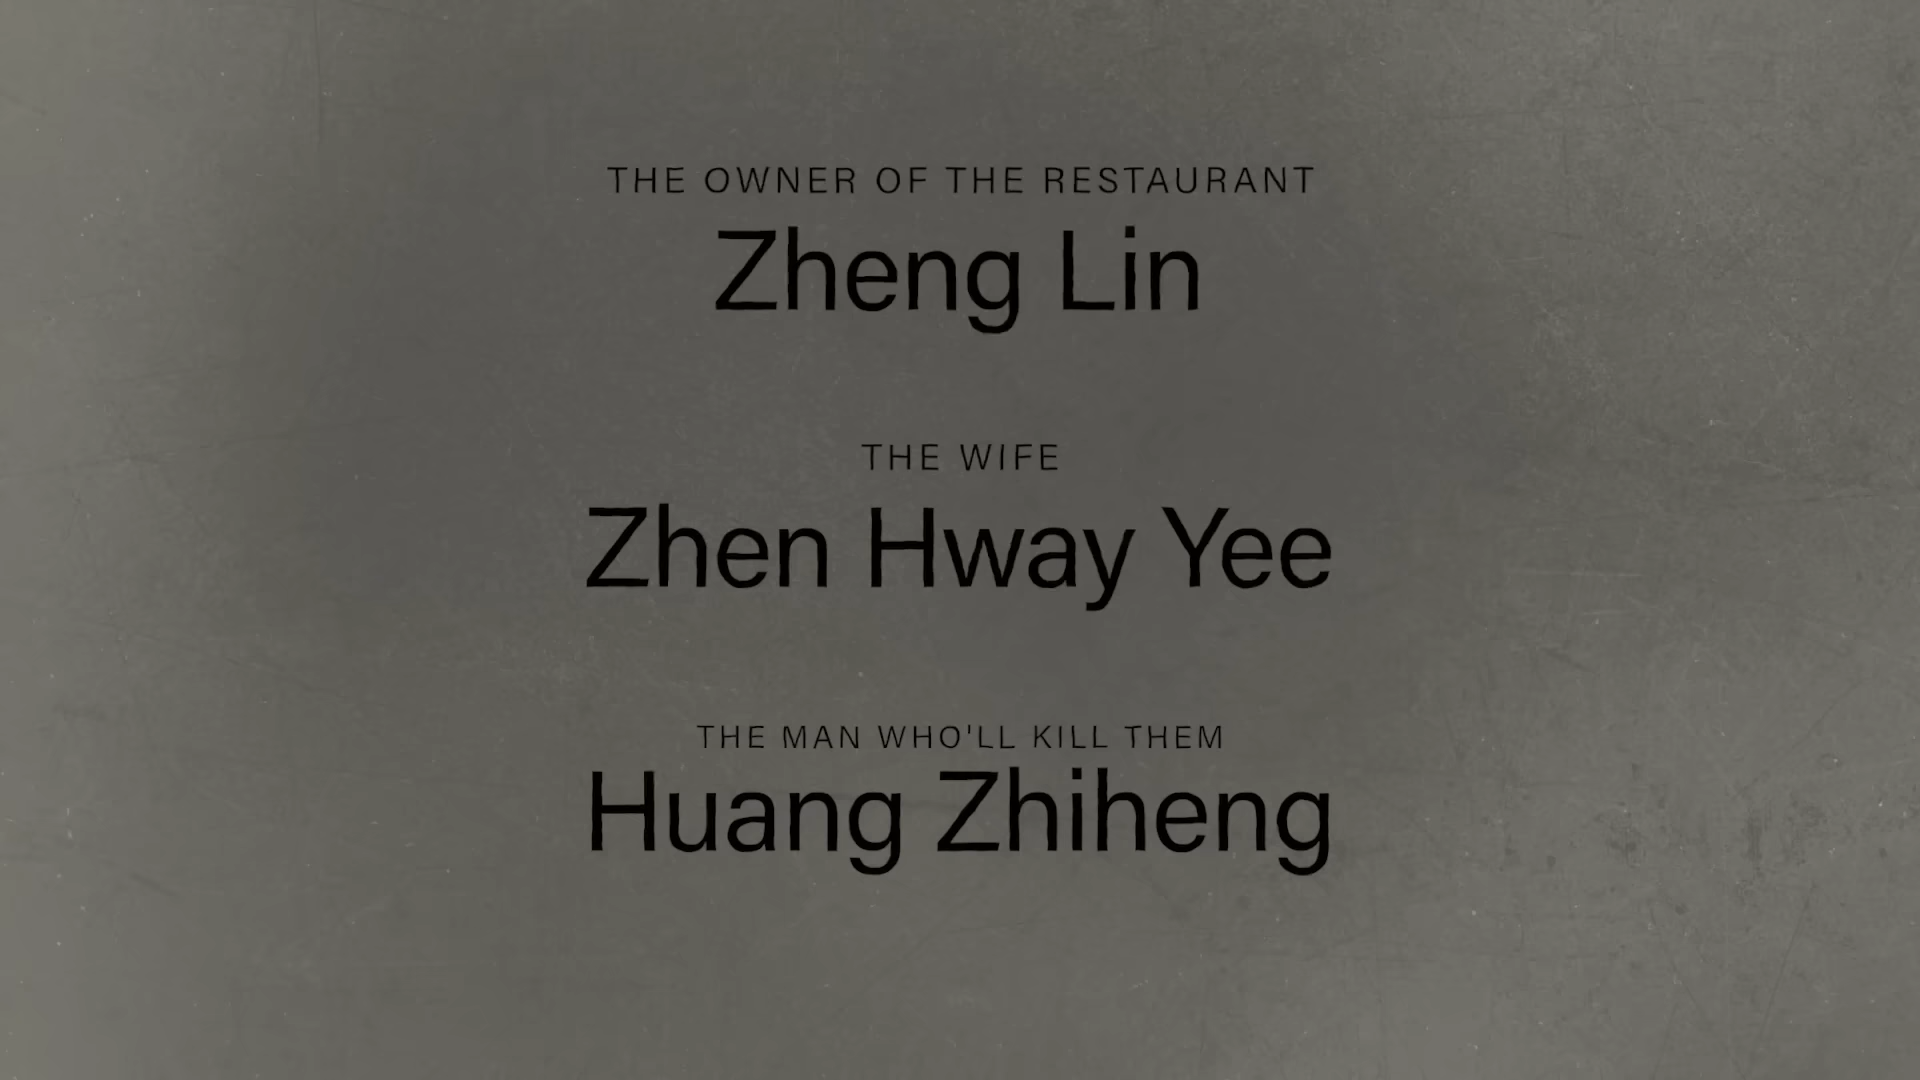 THE OWNER OF THE RESTAURANT
Zheng Lin
THE WIFE
Zhen Hway Yee
THE MAN WHO'LL KILL THEM
Huang Zhiheng